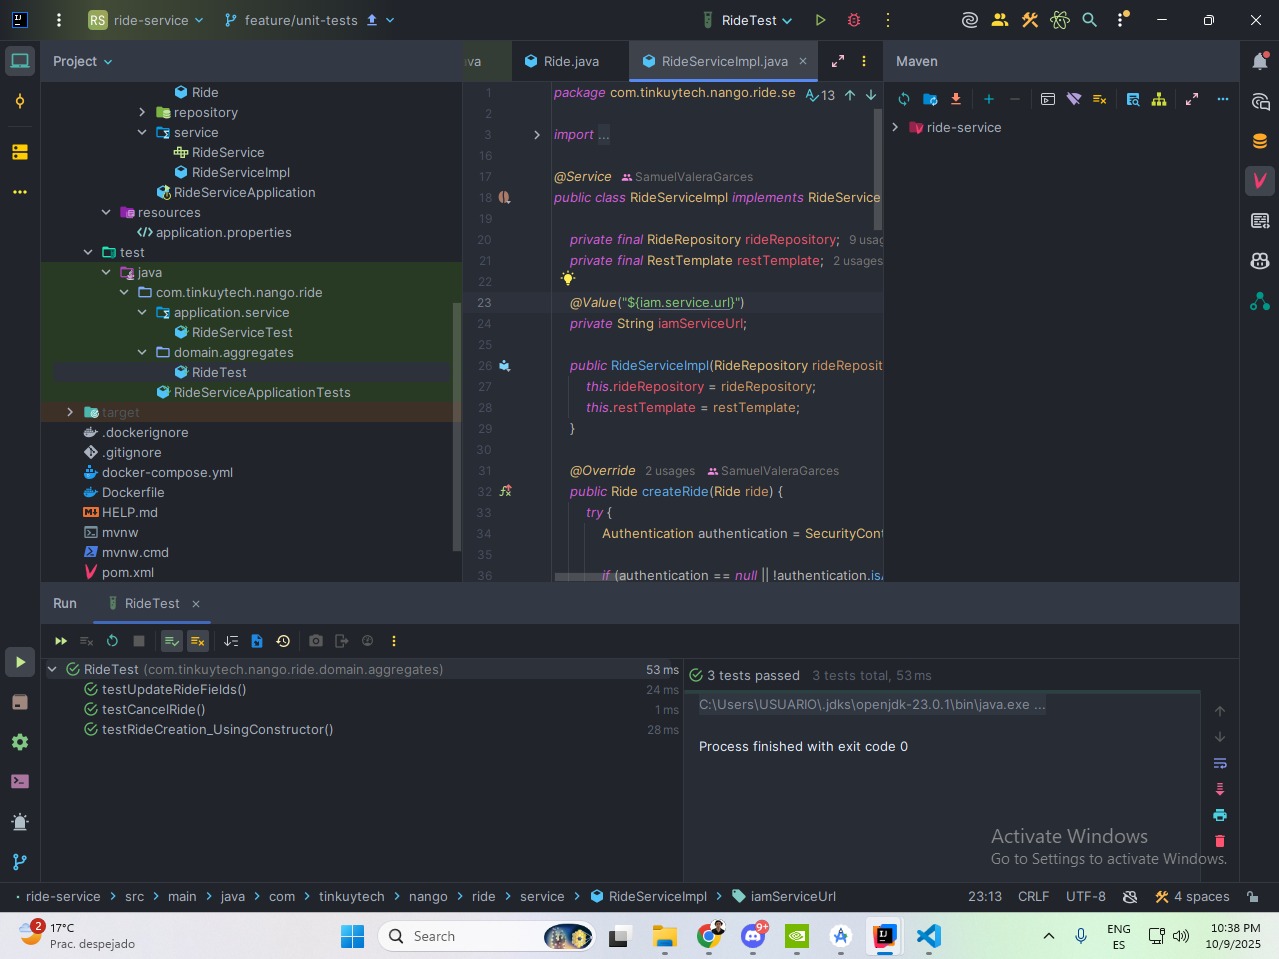 RS ride-service feature/unit-tests RideTest
Project
Ride
repository
service
RideService
RideServiceImpl
RideServiceApplication
resources
application.properties
test
java
com.tinkuytech.nango.ride
application.service
RideServiceTest
domain.aggregates
RideTest
RideServiceApplicationTests
target
.dockerignore
.gitignore
docker-compose.yml
Dockerfile
HELP.md
mvnw
mvnw.cmd
pom.xml
va Ride.java RideServiceImpl.java ×
13
1 package com.tinkuytech.nango.ride.se
2
3 import ...
16
17 @Service SamuelValeraGarces
18 public class RideServiceImpl implements RideService
19
20 private final RideRepository rideRepository; 9 usag
21 private final RestTemplate restTemplate; 2 usages
22
23 @Value("${iam.service.url}")
24 private String iamServiceUrl;
25
26 public RideServiceImpl(RideRepository rideReposit
27 this.rideRepository = rideRepository;
28 this.restTemplate = restTemplate;
29 }
30
31 @Override 2 usages SamuelValeraGarces
32 public Ride createRide(Ride ride) {
33 try {
34 Authentication authentication = SecurityCont
35
36 if (authentication == null || !authentication.isA
Maven
ride-service
Run RideTest ×
RideTest (com.tinkuytech.nango.ride.domain.aggregates) 53 ms
testUpdateRideFields() 24 ms
testCancelRide() 1 ms
testRideCreation_UsingConstructor() 28 ms
3 tests passed 3 tests total, 53 ms
C:\Users\USUARIO\.jdks\openjdk-23.0.1\bin\java.exe ...
Process finished with exit code 0
Activate Windows
Go to Settings to activate Windows.
ride-service > src > main > java > com > tinkuytech > nango > ride > service > RideServiceImpl > iamServiceUrl 23:13 CRLF UTF-8 4 spaces
2
17°C
Prac. despejado
Search
9+
ENG
ES
10:38 PM
10/9/2025